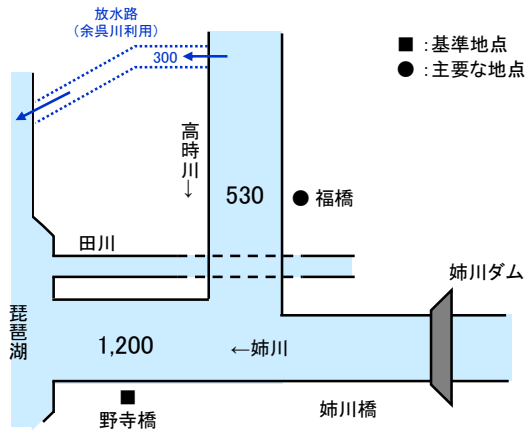 放水路
(余呉川利用)
300
■：基準地点
●：主要な地点
高時川→
530
福橋
田川
姉川ダム
琵琶湖
1,200
←姉川
野寺橋
姉川橋